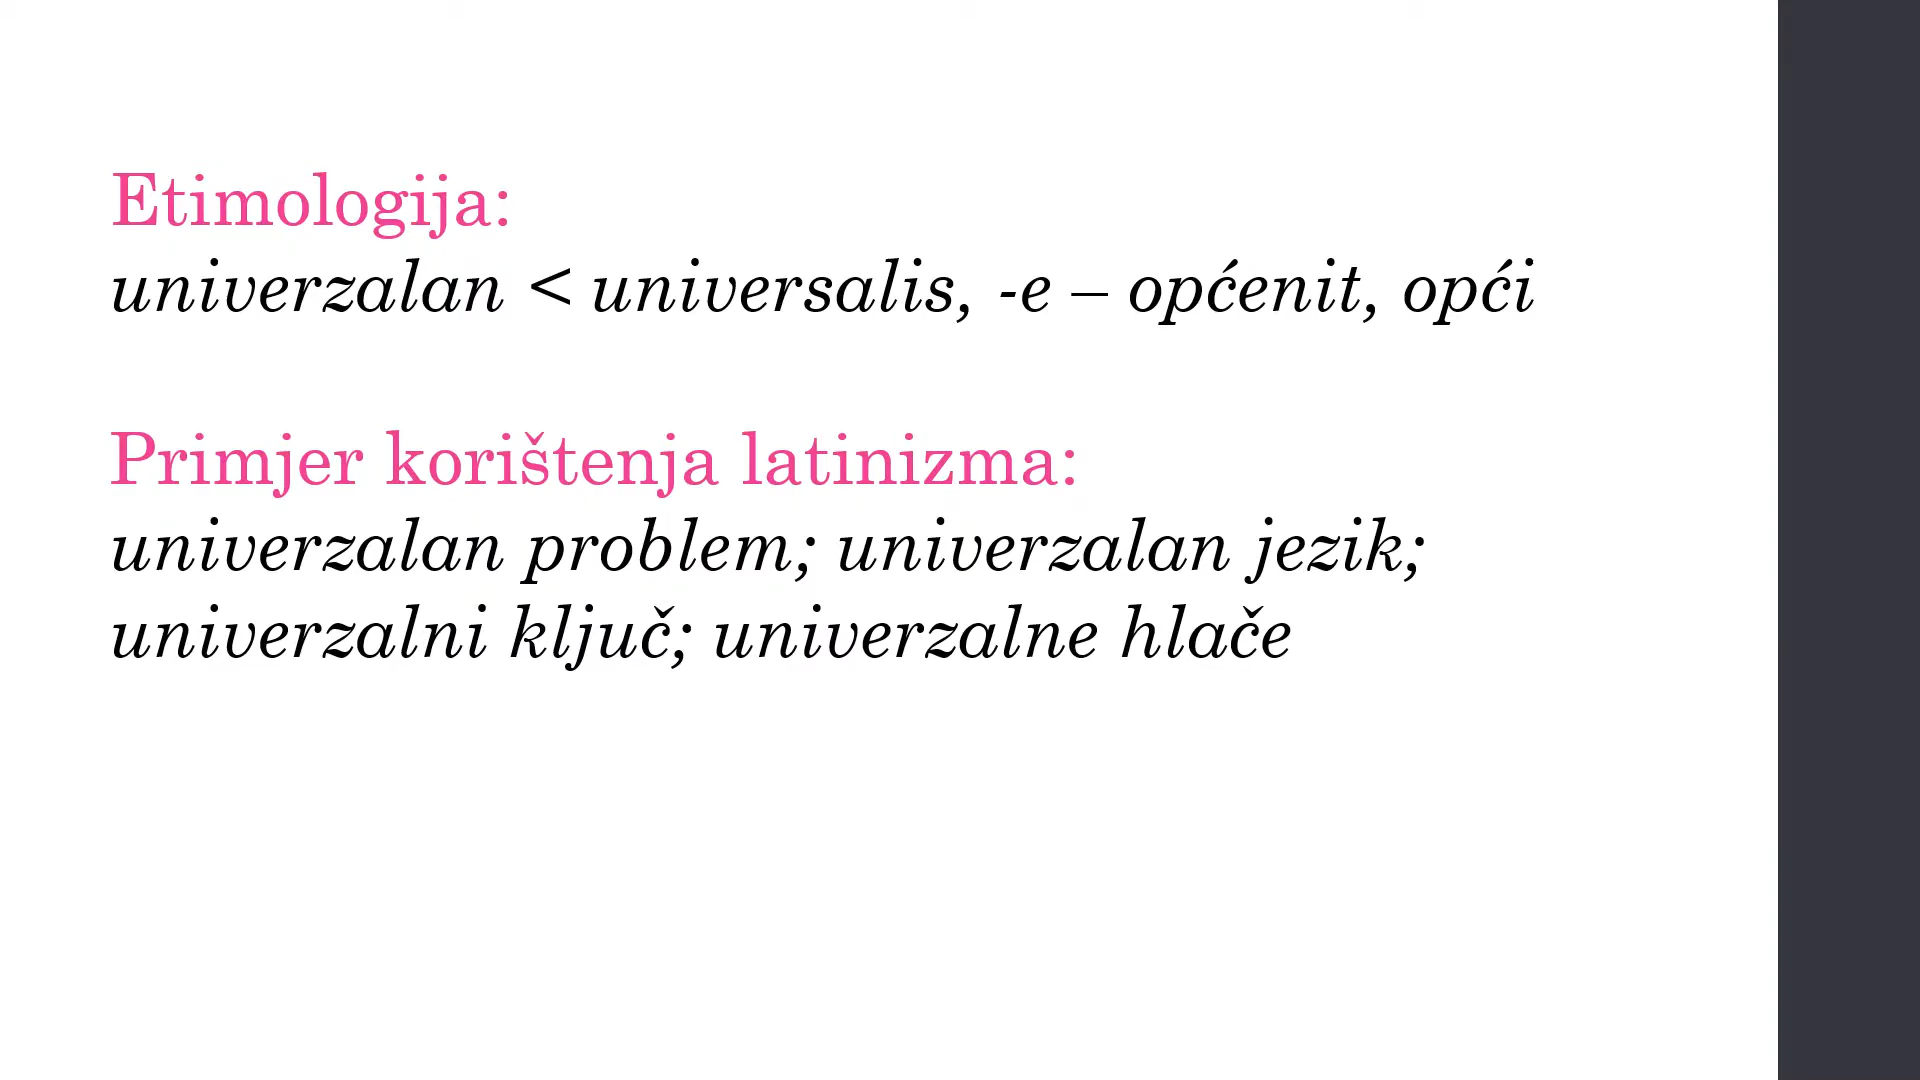 Etimologija:
univerzalan < universalis, -e – općenit, opći
Primjer korištenja latinizma:
univerzalan problem; univerzalan jezik;
univerzalni ključ; univerzalne hlače